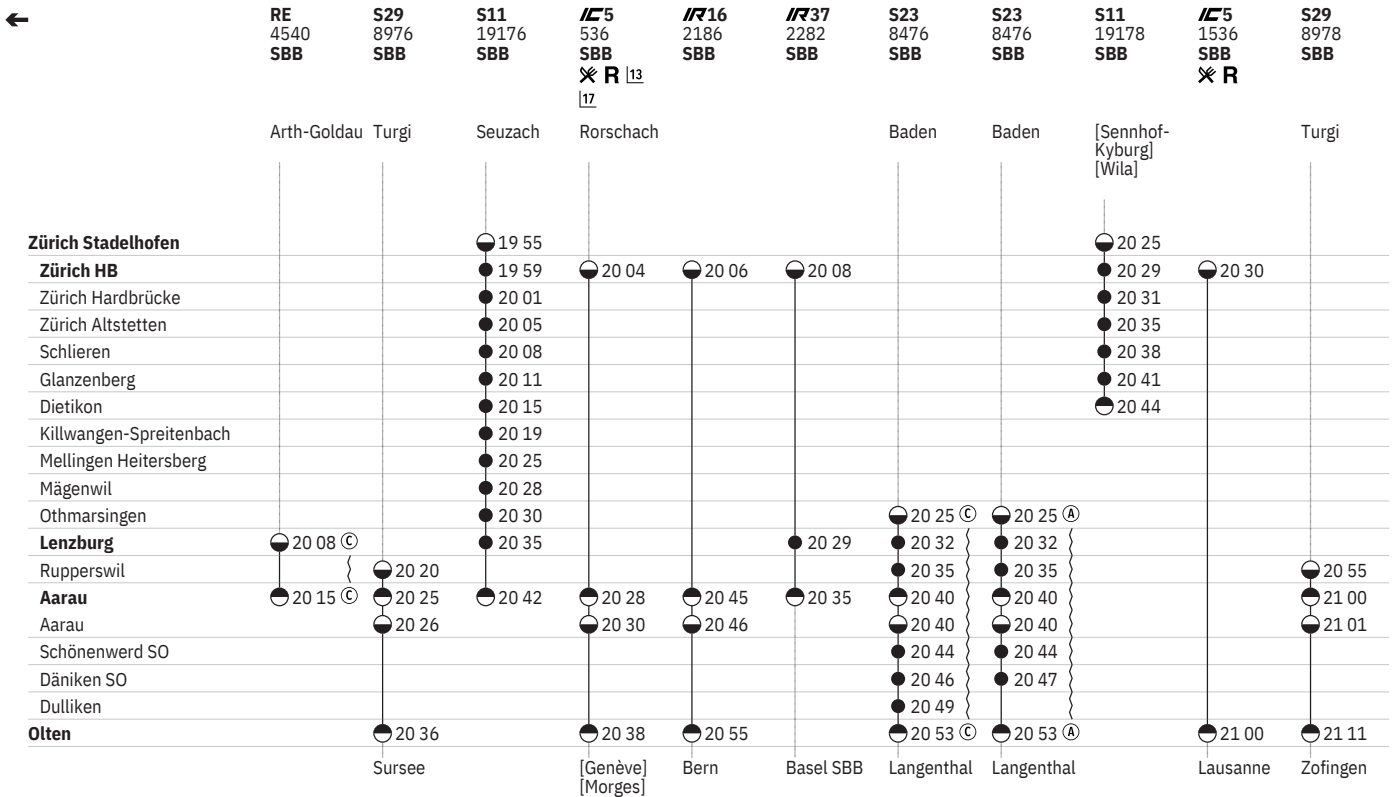 RE S29 S11 IC5 IR16 IR37 S23 S23 S11 IC5 S29
4540 8976 19176 536 2186 2282 8476 8476 19178 1536 8978
SBB SBB SBB SBB SBB SBB SBB SBB SBB SBB SBB
R 13 R
17
Arth-Goldau Turgi Seuzach Rorschach Baden Baden [Sennhof- Turgi
Kyburg]
[Wila]
Zürich Stadelhofen 19 55 20 25
Zürich HB 19 59 20 04 20 06 20 08 20 29 20 30
Zürich Hardbrücke 20 01 20 31
Zürich Altstetten 20 05 20 35
Schlieren 20 08 20 38
Glanzenberg 20 11 20 41
Dietikon 20 15 20 44
Killwangen-Spreitenbach 20 19
Mellingen Heitersberg 20 25
Mägenwil 20 28
Othmarsingen 20 30 20 25 Ⓒ 20 25 Ⓐ
Lenzburg 20 08 Ⓒ 20 35 20 29 20 32 20 32
Rupperswil 20 20 20 35 20 35 20 55
Aarau 20 15 Ⓒ 20 25 20 42 20 28 20 45 20 35 20 40 20 40 21 00
Aarau 20 26 20 30 20 46 20 40 20 40 21 01
Schönenwerd SO 20 44 20 44
Däniken SO 20 46 20 47
Dulliken 20 49
Olten 20 36 20 38 20 55 20 53 Ⓒ 20 53 Ⓐ 21 00 21 11
Sursee [Genève] Bern Basel SBB Langenthal Langenthal Lausanne Zofingen
[Morges]